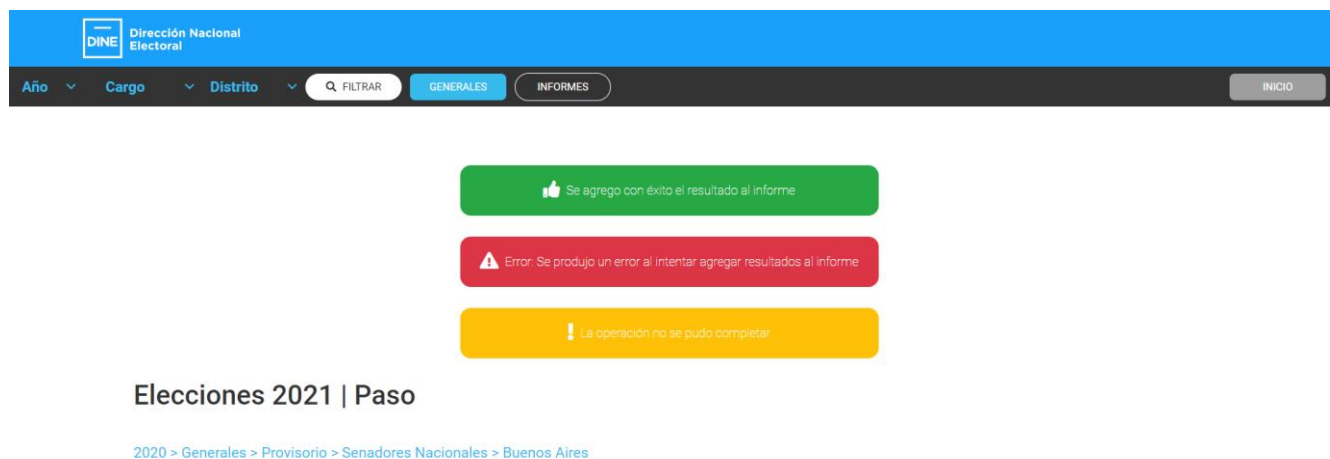 DINE
Dirección Nacional
Electoral
Año Cargo Distrito FILTRAR GENERALES INFORMES INICIO
Se agrego con éxito el resultado al informe
Error: Se produjo un error al intentar agregar resultados al informe
La operación no se pudo completar
Elecciones 2021 | Paso
2020 > Generales > Provisorio > Senadores Nacionales > Buenos Aires